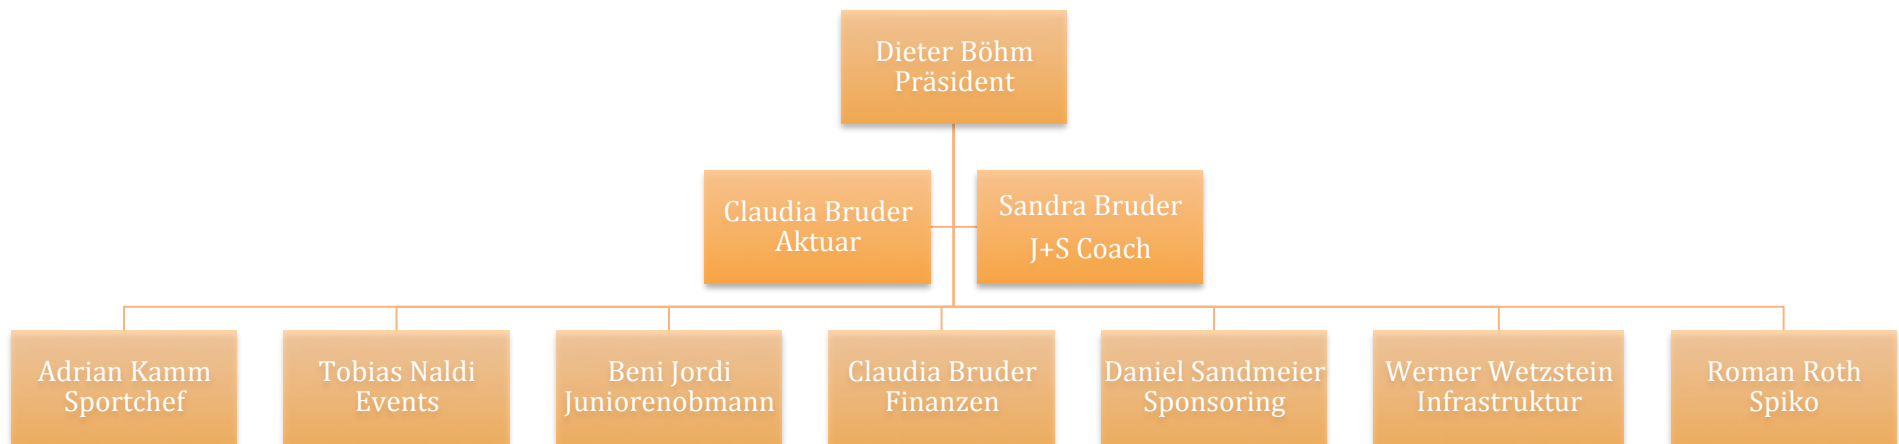 Dieter Böhm
Präsident
Claudia Bruder
Aktuar
Sandra Bruder
J+S Coach
Adrian Kamm
Sportchef
Tobias Naldi
Events
Beni Jordi
Juniorenobmann
Claudia Bruder
Finanzen
Daniel Sandmeier
Sponsoring
Werner Wetzstein
Infrastruktur
Roman Roth
Spiko